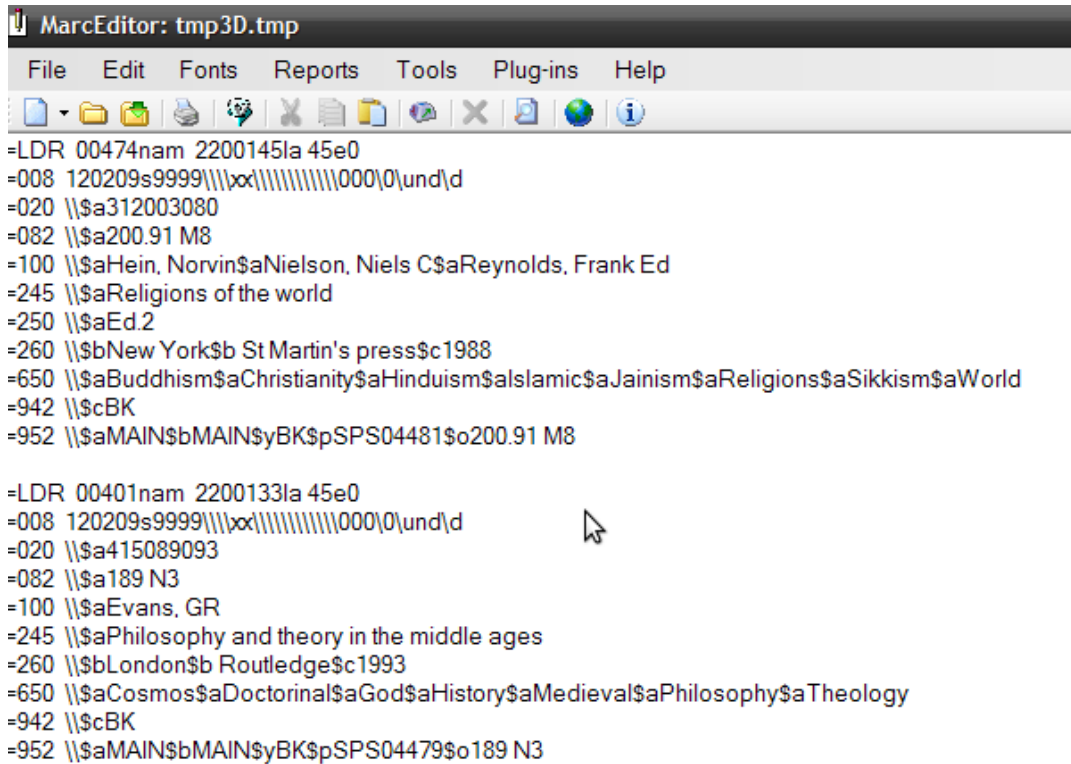 MarcEditor: tmp3D.tmp
File Edit Fonts Reports Tools Plug-ins Help
=LDR 00474nam 2200145Ia 45e0
=008 120209s9999\\\\xx\\\\\\\\\\\\000\0\und\d
=020 \\$a312003080
=082 \\$a200.91 M8
=100 \\$aHein, Norvin$aNielson, Niels C$aReynolds, Frank Ed
=245 \\$aReligions of the world
=250 \\$aEd.2
=260 \\$bNew York$b St Martin's press$c1988
=650 \\$aBuddhism$aChristianity$aHinduism$aIslamic$aJainism$aReligions$aSikkism$aWorld
=942 \\$cBK
=952 \\$aMAIN$bMAIN$yBK$pSPS04481$o200.91 M8
=LDR 00401nam 2200133Ia 45e0
=008 120209s9999\\\\xx\\\\\\\\\\\\000\0\und\d
=020 \\$a415089093
=082 \\$a189 N3
=100 \\$aEvans, GR
=245 \\$aPhilosophy and theory in the middle ages
=260 \\$bLondon$b Routledge$c1993
=650 \\$aCosmos$aDoctorinal$aGod$aHistory$aMedieval$aPhilosophy$aTheology
=942 \\$cBK
=952 \\$aMAIN$bMAIN$yBK$pSPS04479$o189 N3